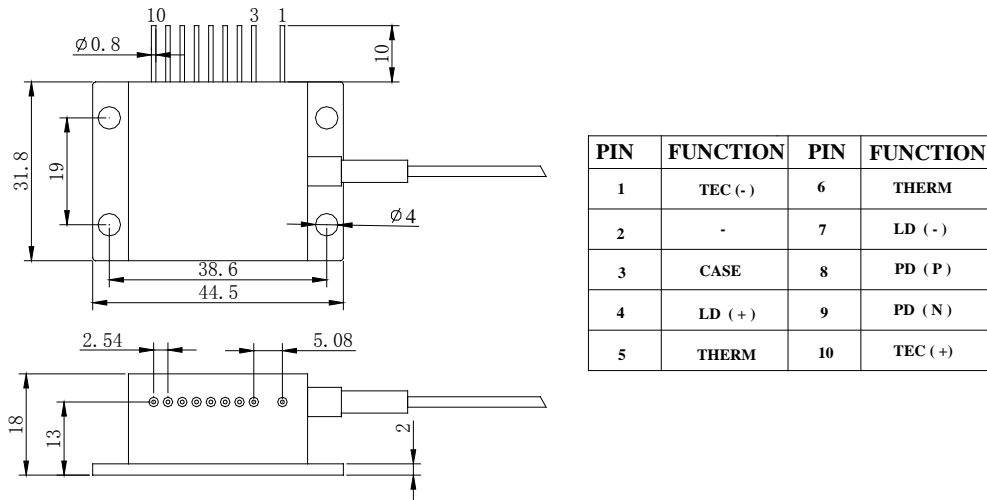 10 3 1
Ø0.8
10
31.8
19
Ø4
38.6
44.5
2.54
5.08
18
13
2
PIN FUNCTION PIN FUNCTION
1 TEC (-) 6 THERM
2 - 7 LD (-)
3 CASE 8 PD (P)
4 LD (+) 9 PD (N)
5 THERM 10 TEC (+)